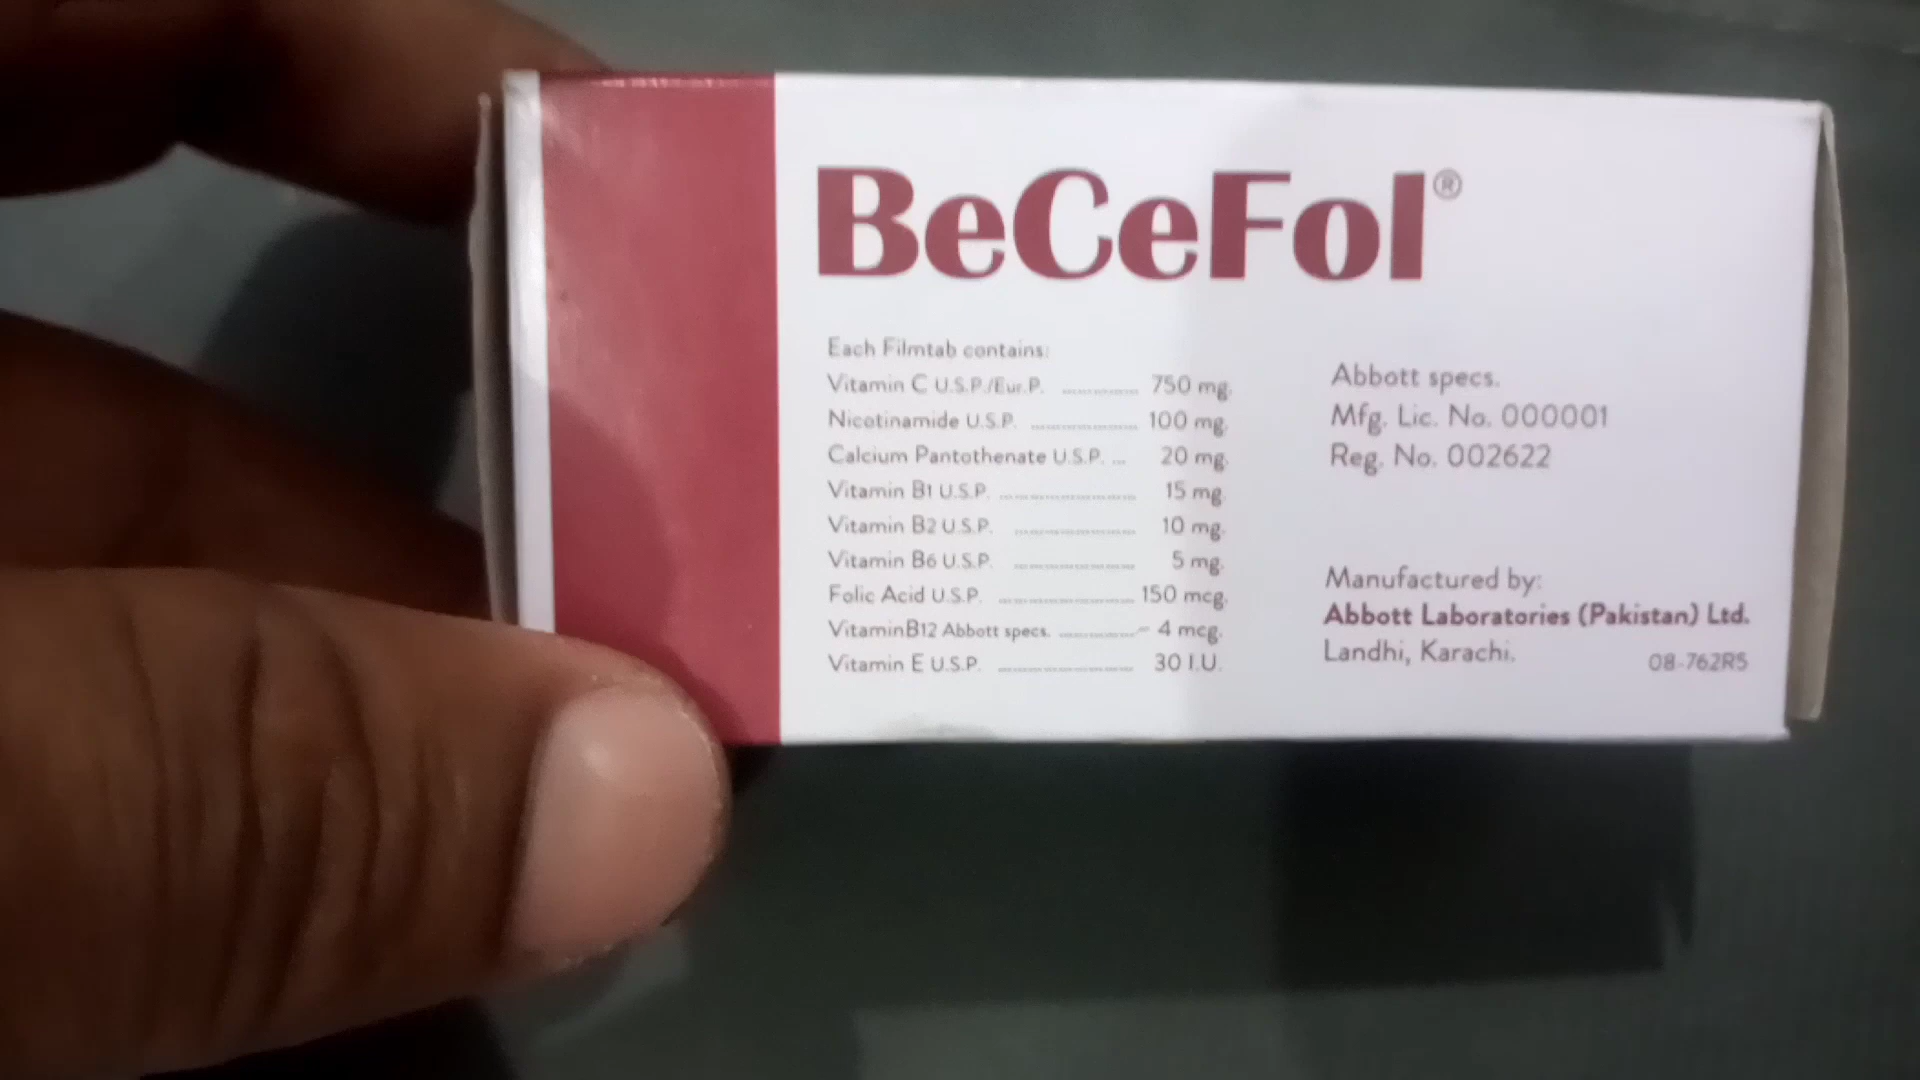 BeCeFol®
Each Filmtab contains:
Vitamin C U.S.P./Eur.P. .............. 750 mg.
Nicotinamide U.S.P. .............. 100 mg.
Calcium Pantothenate U.S.P. ... 20 mg.
Vitamin B1 U.S.P. .............. 15 mg.
Vitamin B2 U.S.P. .............. 10 mg.
Vitamin B6 U.S.P. .............. 5 mg.
Folic Acid U.S.P. .............. 150 mcg.
VitaminB12 Abbott specs. .............. 4 mcg.
Vitamin E U.S.P. .............. 30 I.U.
Abbott specs.
Mfg. Lic. No. 000001
Reg. No. 002622
Manufactured by:
Abbott Laboratories (Pakistan) Ltd.
Landhi, Karachi.
08-762R5